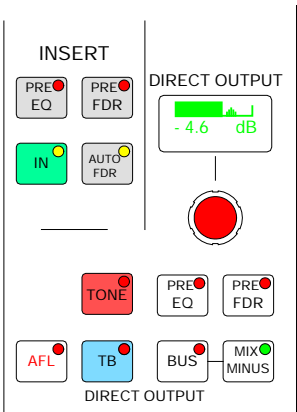 INSERT
PRE
EQ
PRE
FDR
DIRECT OUTPUT
- 4.6 dB
IN
AUTO
FDR
TONE
PRE
EQ
PRE
FDR
AFL
TB
BUS
MIX
MINUS
DIRECT OUTPUT